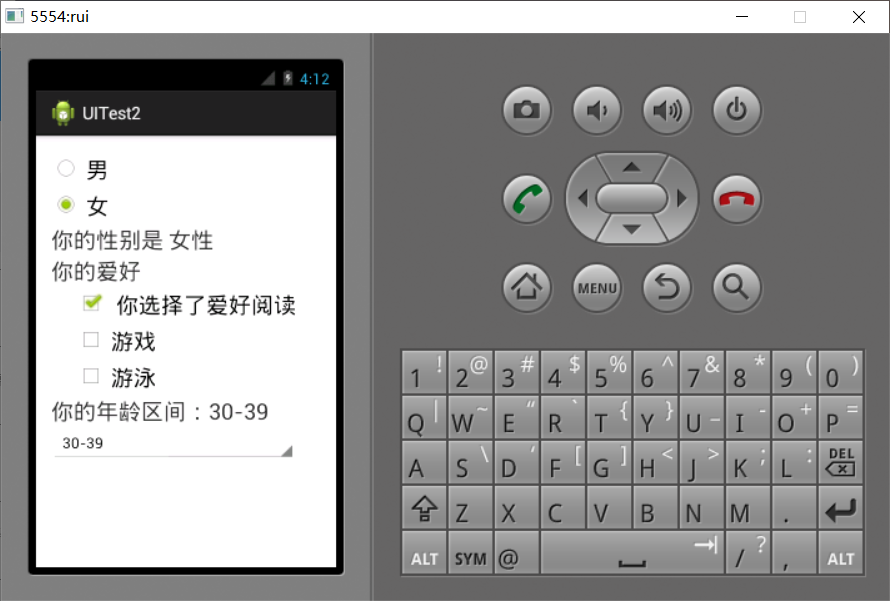 5554:rui
4:12
UITest2
男
女
你的性别是 女性
你的爱好
你选择了爱好阅读
游戏
游泳
你的年龄区间：30-39
30-39
MENU
1 ! 2 @ 3 # 4 $ 5 % 6 ^ 7 & 8 * 9 ( 0 )
Q | W ~ E “ R ` T { Y } U _ I - O + P =
A S \ D ‘ F [ G ] H < J > K ; L : DEL
Z X C V B N M .
ALT SYM @ / ? , ALT